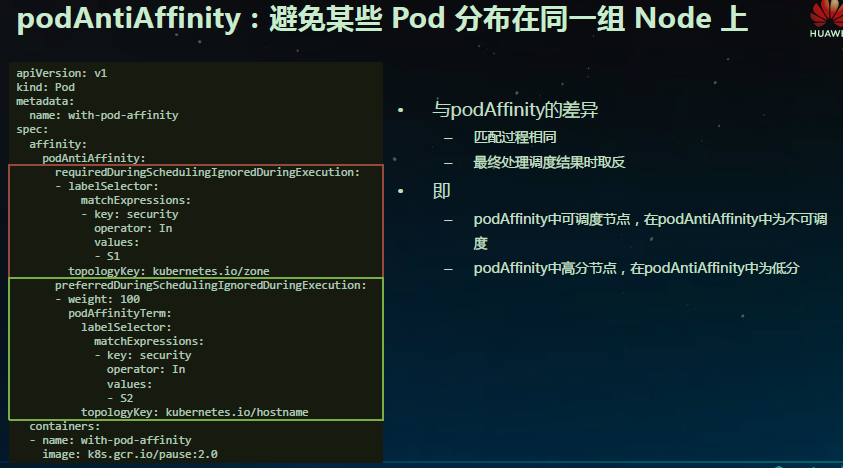 podAntiAffinity：避免某些 Pod 分布在同一组 Node 上
HUAWEI
apiVersion: v1
kind: Pod
metadata:
  name: with-pod-affinity
spec:
  affinity:
    podAntiAffinity:
      requiredDuringSchedulingIgnoredDuringExecution:
      - labelSelector:
          matchExpressions:
          - key: security
            operator: In
            values:
            - S1
        topologyKey: kubernetes.io/zone
      preferredDuringSchedulingIgnoredDuringExecution:
      - weight: 100
        podAffinityTerm:
          labelSelector:
            matchExpressions:
            - key: security
              operator: In
              values:
              - S2
          topologyKey: kubernetes.io/hostname
  containers:
  - name: with-pod-affinity
    image: k8s.gcr.io/pause:2.0
• 与podAffinity的差异
– 匹配过程相同
– 最终处理调度结果时取反
• 即
– podAffinity中可调度节点，在podAntiAffinity中为不可调
度
– podAffinity中高分节点，在podAntiAffinity中为低分